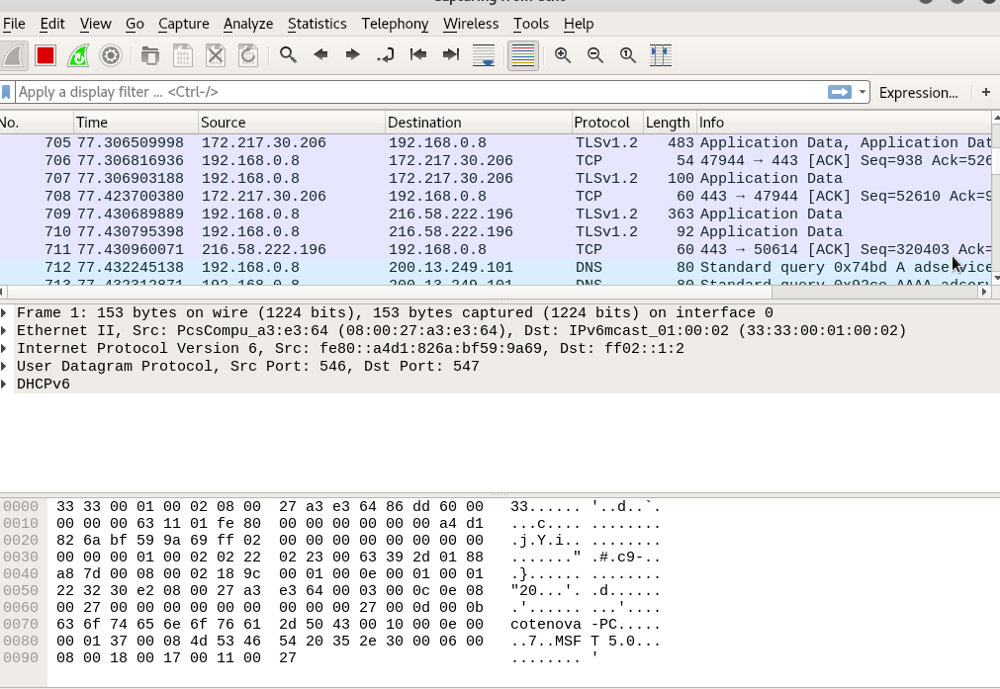 File Edit View Go Capture Analyze Statistics Telephony Wireless Tools Help
Apply a display filter ... <Ctrl-/> Expression... +
No. Time Source Destination Protocol Length Info
705 77.306509998 172.217.30.206 192.168.0.8 TLSv1.2 483 Application Data, Application Dat
706 77.306816936 192.168.0.8 172.217.30.206 TCP 54 47944 → 443 [ACK] Seq=938 Ack=526
707 77.306903188 192.168.0.8 172.217.30.206 TLSv1.2 100 Application Data
708 77.423700380 172.217.30.206 192.168.0.8 TCP 60 443 → 47944 [ACK] Seq=52610 Ack=9
709 77.430689889 192.168.0.8 216.58.222.196 TLSv1.2 363 Application Data
710 77.430795398 192.168.0.8 216.58.222.196 TLSv1.2 92 Application Data
711 77.430960071 216.58.222.196 192.168.0.8 TCP 60 443 → 50614 [ACK] Seq=320403 Ack=
712 77.432245138 192.168.0.8 200.13.249.101 DNS 80 Standard query 0x74bd A adservice
713 77.432312871 192.168.0.8 200.13.249.101 DNS 80 Standard query AAAA
Frame 1: 153 bytes on wire (1224 bits), 153 bytes captured (1224 bits) on interface 0
Ethernet II, Src: PcsCompu_a3:e3:64 (08:00:27:a3:e3:64), Dst: IPv6mcast_01:00:02 (33:33:00:01:00:02)
Internet Protocol Version 6, Src: fe80::a4d1:826a:bf59:9a69, Dst: ff02::1:2
User Datagram Protocol, Src Port: 546, Dst Port: 547
DHCPv6
0000 33 33 00 01 00 02 08 00 27 a3 e3 64 86 dd 60 00 33...... '..d..`.
0010 00 00 00 63 11 01 fe 80 00 00 00 00 00 00 a4 d1 ...c.... ........
0020 82 6a bf 59 9a 69 ff 02 00 00 00 00 00 00 00 00 .j.Y.i.. ........
0030 00 00 00 01 00 02 02 22 02 23 00 63 39 2d 01 88 ......." .#.c9-..
0040 a8 7d 00 08 00 02 18 9c 00 01 00 0e 00 01 00 01 .}...... ........
0050 22 32 30 e2 08 00 27 a3 e3 64 00 03 00 0c 0e 08 "20...'. .d......
0060 00 27 00 00 00 00 00 00 00 00 00 27 00 0d 00 0b .'...... ...'....
0070 63 6f 74 65 6e 6f 76 61 2d 50 43 00 10 00 0e 00 cotenova -PC.....
0080 00 01 37 00 08 4d 53 46 54 20 35 2e 30 00 06 00 ..7..MSF T 5.0...
0090 08 00 18 00 17 00 11 00 27 ........ '